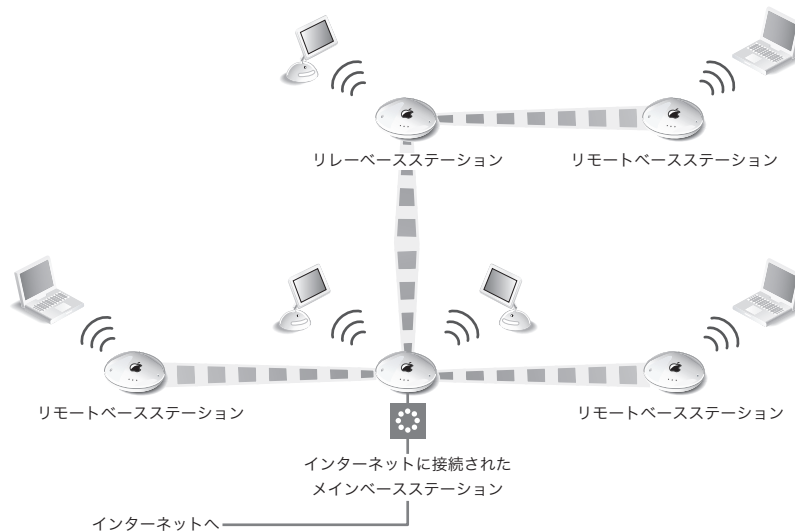 リレーベースステーション
リモートベースステーション
リモートベースステーション
リモートベースステーション
インターネットに接続された
メインベースステーション
インターネットへ